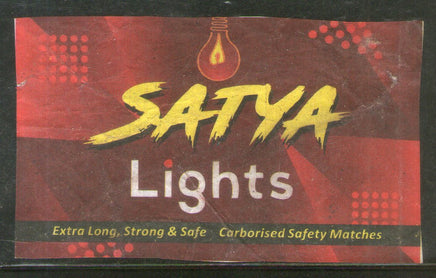 SATYA
Lights
Extra Long, Strong & Safe Carborised Safety Matches